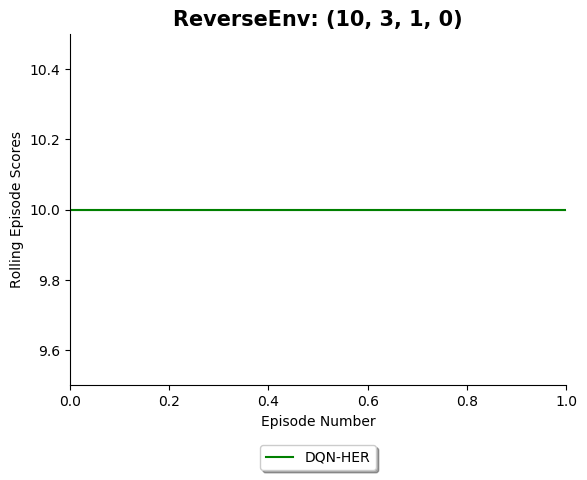 ReverseEnv: (10, 3, 1, 0)
Rolling Episode Scores
10.4
10.2
10.0
9.8
9.6
0.0 0.2 0.4 0.6 0.8 1.0
Episode Number
DQN-HER